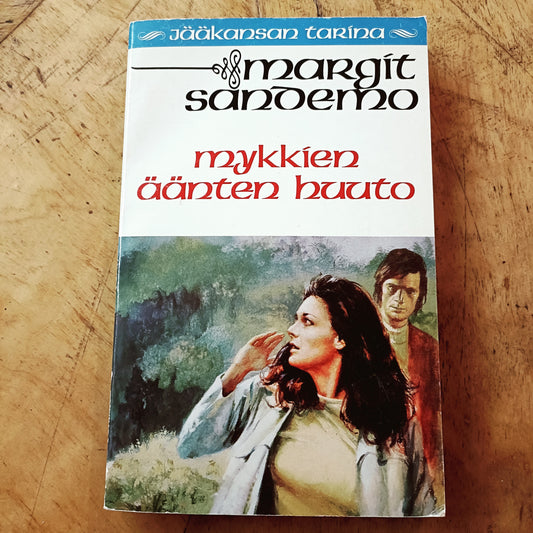 Jääkansan tarina
margit
sandemo
mykkien
äänten huuto